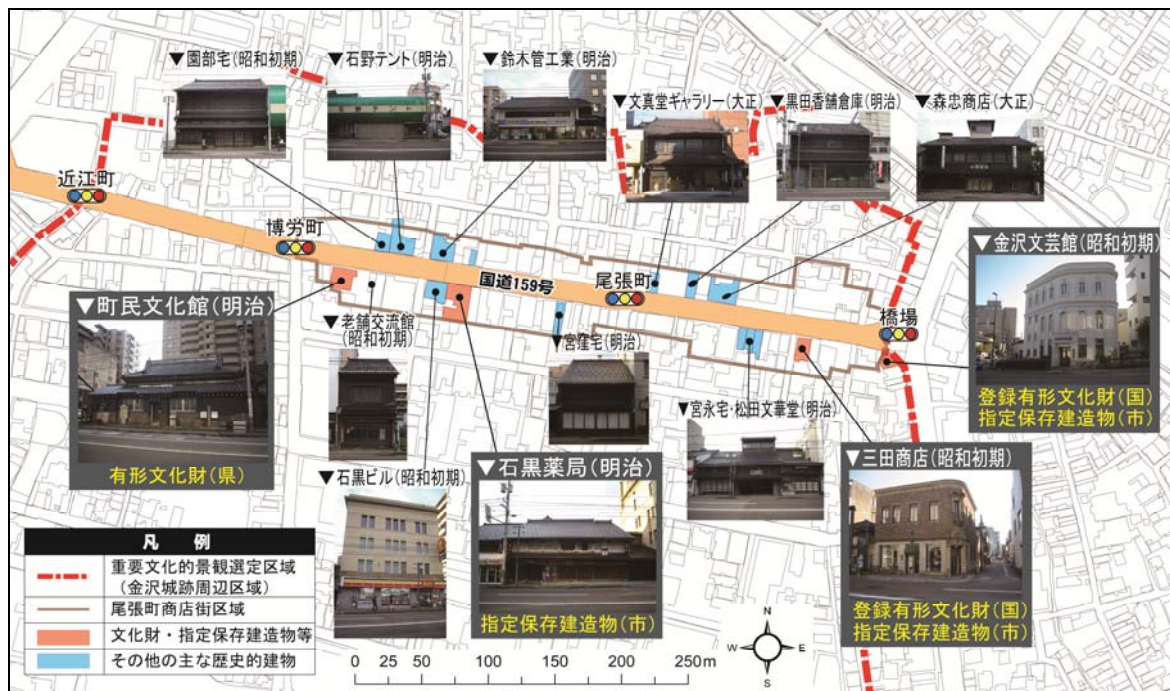 ▼園部宅(昭和初期)
▼石野テント(明治)
▼鈴木管工業(明治)
▼文真堂ギャラリー(大正)
▼黒田香舗倉庫(明治)
▼森忠商店(大正)
近江町
博労町
国道159号
尾張町
橋場
▼金沢文芸館(昭和初期)
登録有形文化財(国)
指定保存建造物(市)
▼町民文化館(明治)
有形文化財(県)
▼老舗交流館
(昭和初期)
▼宮窪宅(明治)
▼宮永宅・松田文華堂(明治)
▼石黒ビル(昭和初期)
▼石黒薬局(明治)
指定保存建造物(市)
▼三田商店(昭和初期)
登録有形文化財(国)
指定保存建造物(市)
凡 例
重要文化的景観選定区域
(金沢城跡周辺区域)
尾張町商店街区域
文化財・指定保存建造物等
その他の主な歴史的建物
0 25 50 100 150 200 250m
N
W E
S